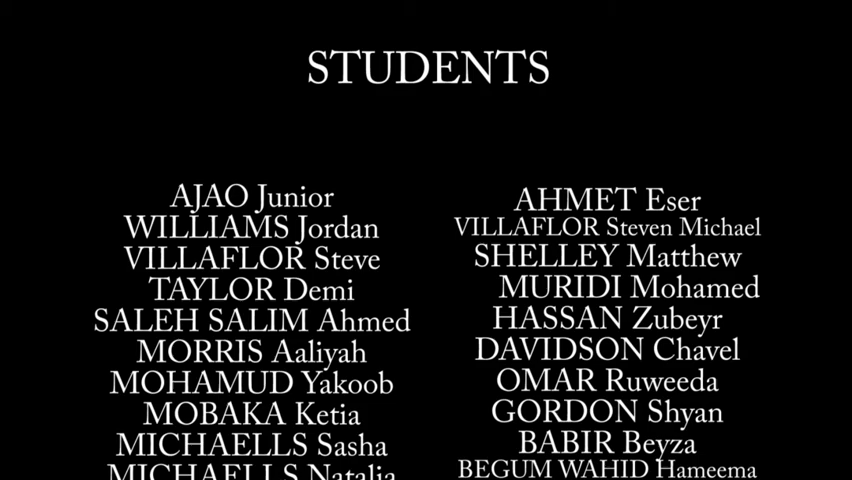 STUDENTS
AJAO Junior
WILLIAMS Jordan
VILLAFLOR Steve
TAYLOR Demi
SALEH SALIM Ahmed
MORRIS Aaliyah
MOHAMUD Yakoob
MOBAKA Ketia
MICHAELLS Sasha
MICHAELLS Natalia
AHMET Eser
VILLAFLOR Steven Michael
SHELLEY Matthew
MURIDI Mohamed
HASSAN Zubeyr
DAVIDSON Chavel
OMAR Ruweeda
GORDON Shyan
BABIR Beyza
BEGUM WAHID Hameema